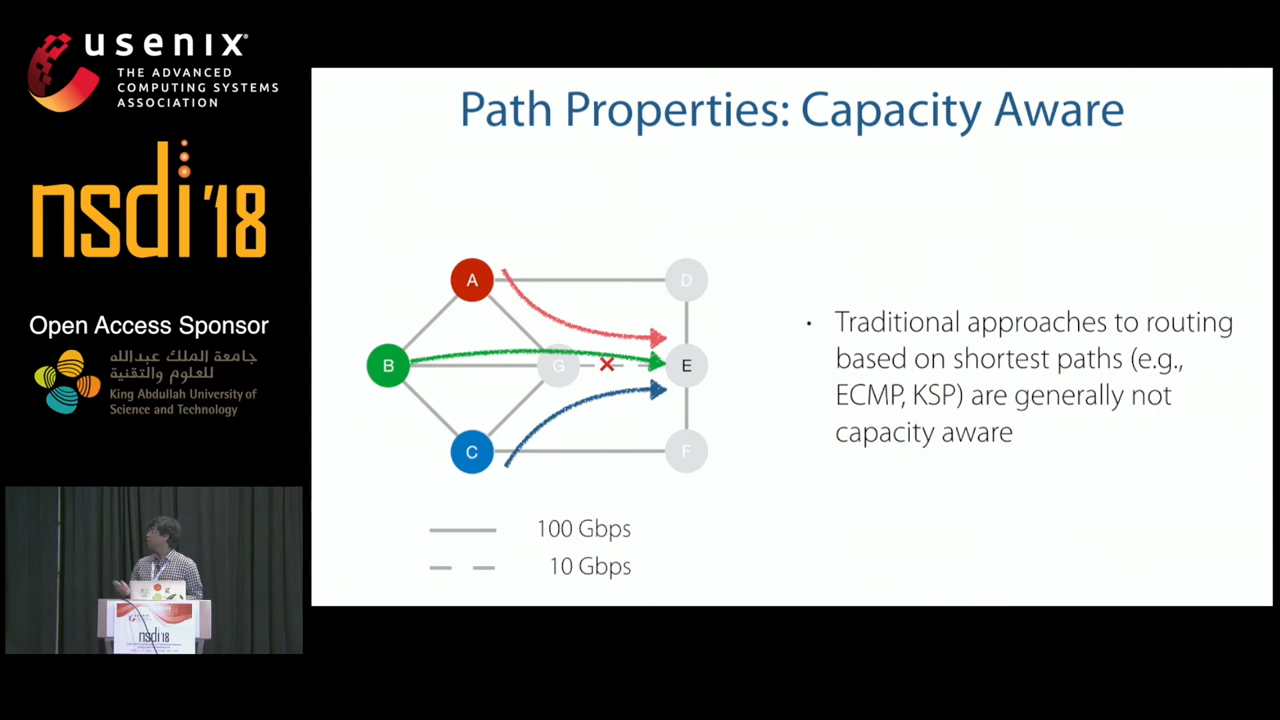 usenix
THE ADVANCED
COMPUTING SYSTEMS
ASSOCIATION
nsdi '18
Open Access Sponsor
جامعة الملك عبدالله
للعلوم والتقنية
King Abdullah University of
Science and Technology
Path Properties: Capacity Aware
A
D
B
G
E
C
F
100 Gbps
10 Gbps
· Traditional approaches to routing
based on shortest paths (e.g.,
ECMP, KSP) are generally not
capacity aware
usenix
nsdi '18